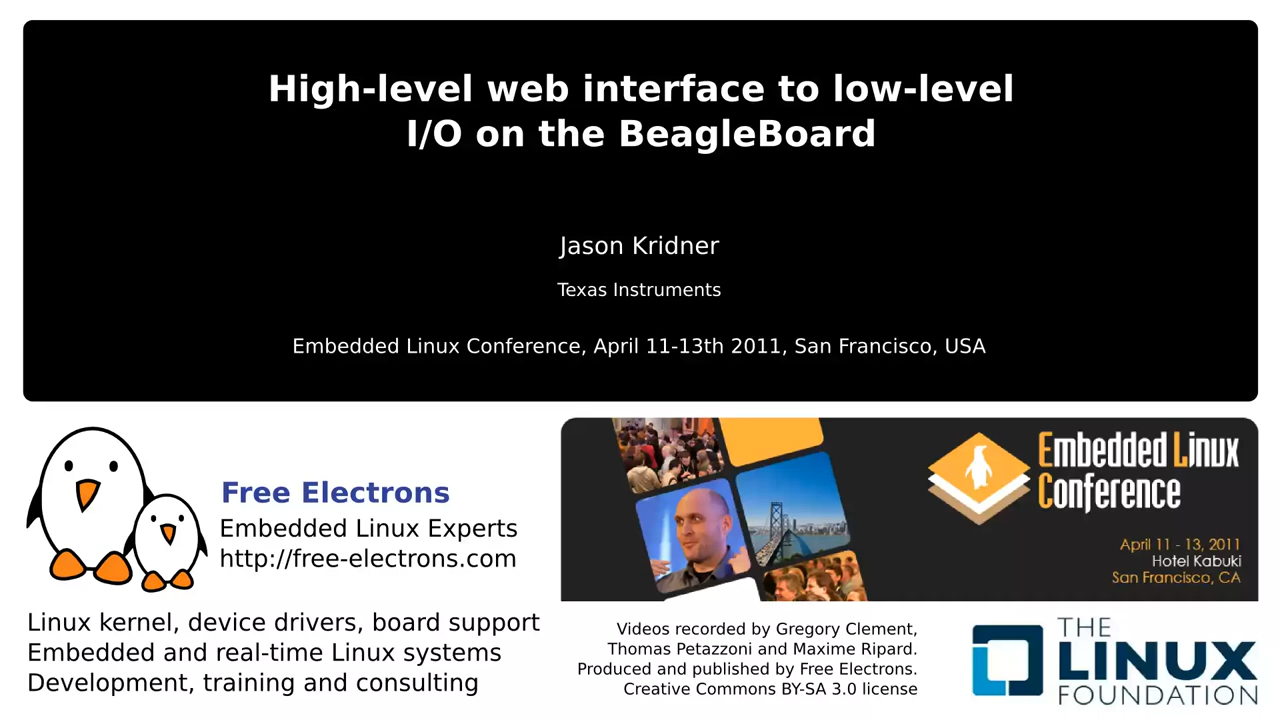 High-level web interface to low-level
I/O on the BeagleBoard
Jason Kridner
Texas Instruments
Embedded Linux Conference, April 11-13th 2011, San Francisco, USA
Free Electrons
Embedded Linux Experts
http://free-electrons.com
Linux kernel, device drivers, board support
Embedded and real-time Linux systems
Development, training and consulting
Embedded Linux
Conference
April 11 - 13, 2011
Hotel Kabuki
San Francisco, CA
Videos recorded by Gregory Clement,
Thomas Petazzoni and Maxime Ripard.
Produced and published by Free Electrons.
Creative Commons BY-SA 3.0 license
THE
LINUX
FOUNDATION